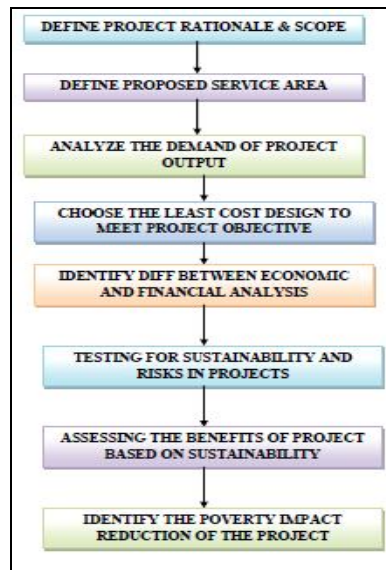 DEFINE PROJECT RATIONALE & SCOPE
DEFINE PROPOSED SERVICE AREA
ANALYZE THE DEMAND OF PROJECT
OUTPUT
CHOOSE THE LEAST COST DESIGN TO
MEET PROJECT OBJECTIVE
IDENTIFY DIFF BETWEEN ECONOMIC
AND FINANCIAL ANALYSIS
TESTING FOR SUSTAINABILITY AND
RISKS IN PROJECTS
ASSESSING THE BENEFITS OF PROJECT
BASED ON SUSTAINABILITY
IDENTIFY THE POVERTY IMPACT
REDUCTION OF THE PROJECT